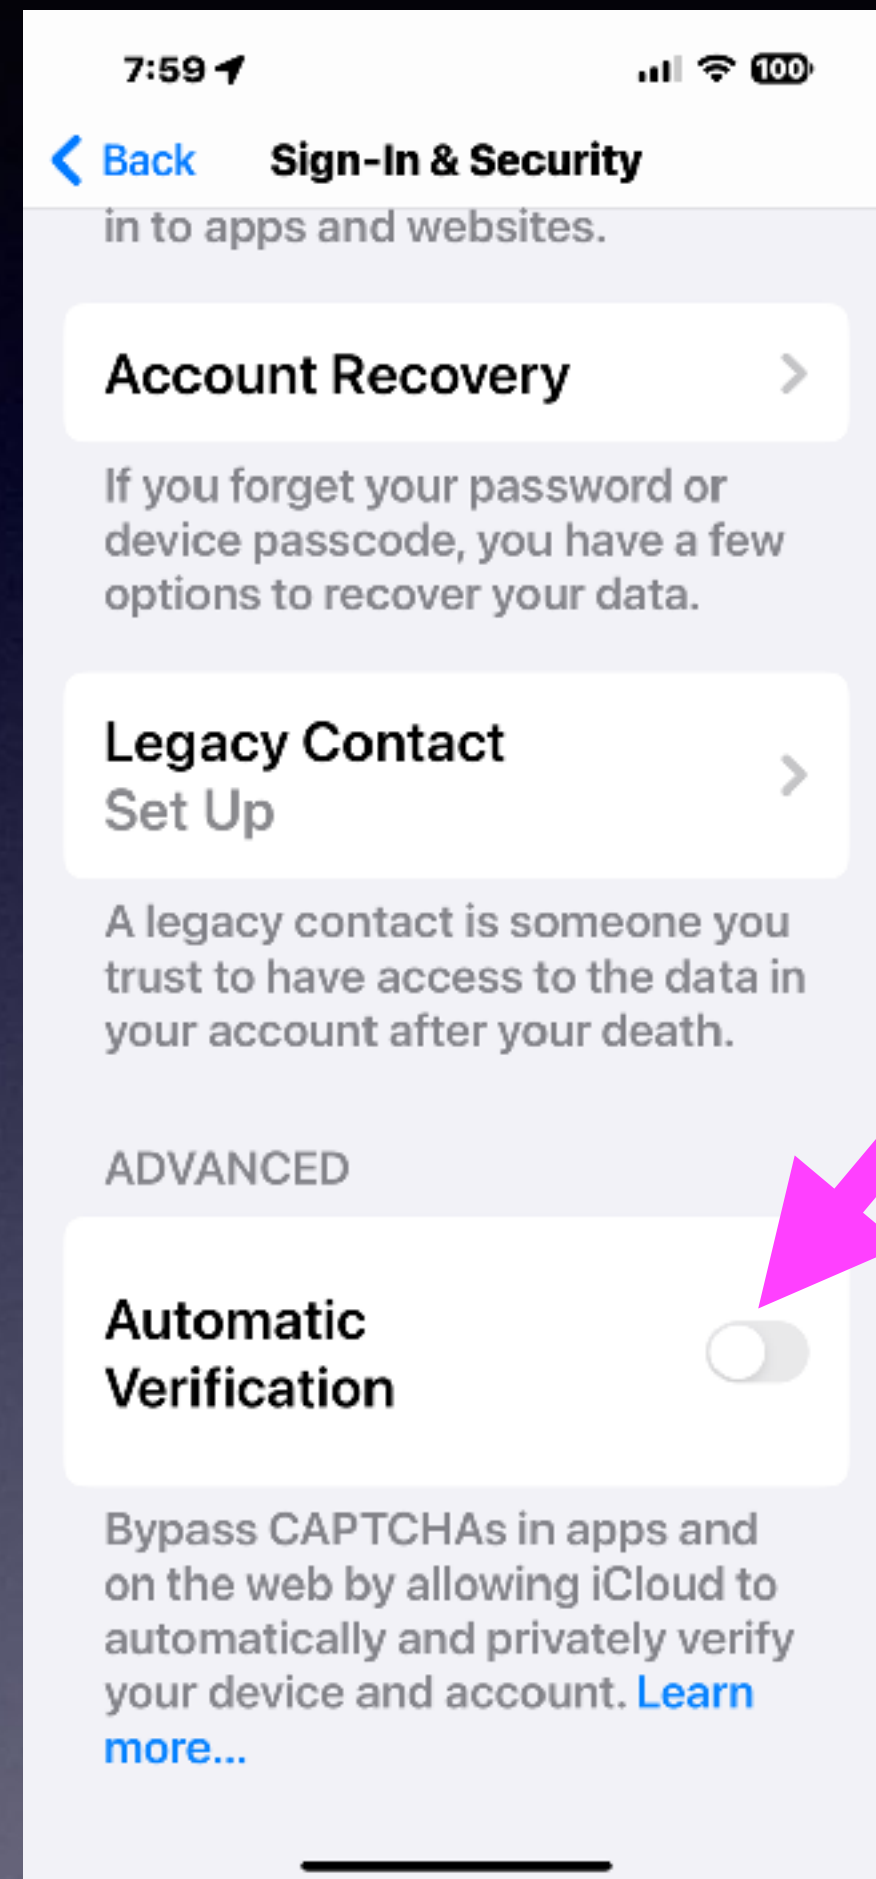 7:59 100
Back Sign-In & Security
in to apps and websites.
Account Recovery
If you forget your password or
device passcode, you have a few
options to recover your data.
Legacy Contact
Set Up
A legacy contact is someone you
trust to have access to the data in
your account after your death.
ADVANCED
Automatic
Verification
Bypass CAPTCHAs in apps and
on the web by allowing iCloud to
automatically and privately verify
your device and account. Learn
more...